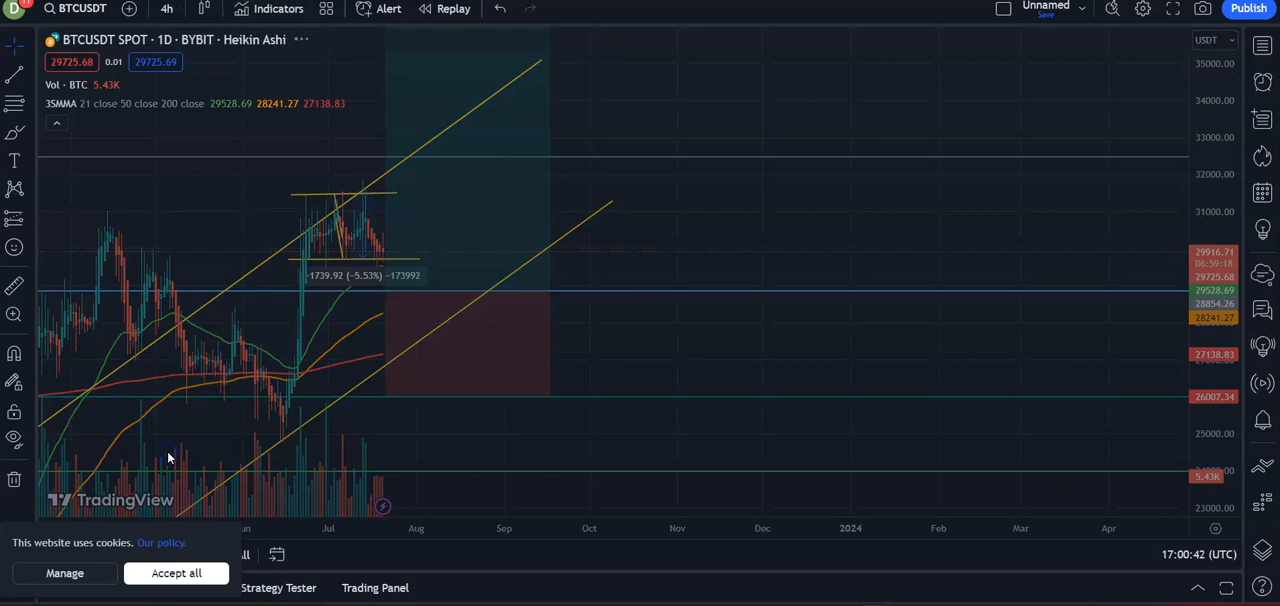 D
11
BTCUSDT
4h
Indicators
Alert
Replay
Unnamed
Save
Publish
BTCUSDT SPOT · 1D · BYBIT · Heikin Ashi
29725.68
0.01
29725.69
Vol · BTC 5.43K
3SMMA 21 close 50 close 200 close 29528.69 28241.27 27138.83
USDT
35000.00
34000.00
33000.00
32000.00
31000.00
29916.71
06:59:18
29725.68
29528.69
28854.26
28241.27
27138.83
26007.34
25000.00
5.43K
23000.00
-1739.92 (-5.53%) -173992
TradingView
Jul
Aug
Sep
Oct
Nov
Dec
2024
Feb
Mar
Apr
This website uses cookies. Our policy.
Manage
Accept all
17:00:42 (UTC)
Strategy Tester
Trading Panel